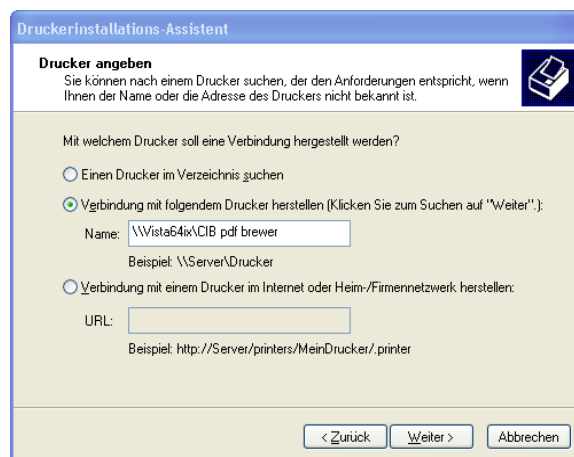 Druckerinstallations-Assistent
Drucker angeben
Sie können nach einem Drucker suchen, der den Anforderungen entspricht, wenn
Ihnen der Name oder die Adresse des Druckers nicht bekannt ist.
Mit welchem Drucker soll eine Verbindung hergestellt werden?
Einen Drucker im Verzeichnis suchen
Verbindung mit folgendem Drucker herstellen (Klicken Sie zum Suchen auf "Weiter".):
Name: \\Vista64ix\CIB pdf brewer
Beispiel: \\Server\Drucker
Verbindung mit einem Drucker im Internet oder Heim-/Firmennetzwerk herstellen:
URL:
Beispiel: http://Server/printers/MeinDrucker/.printer
< Zurück Weiter > Abbrechen